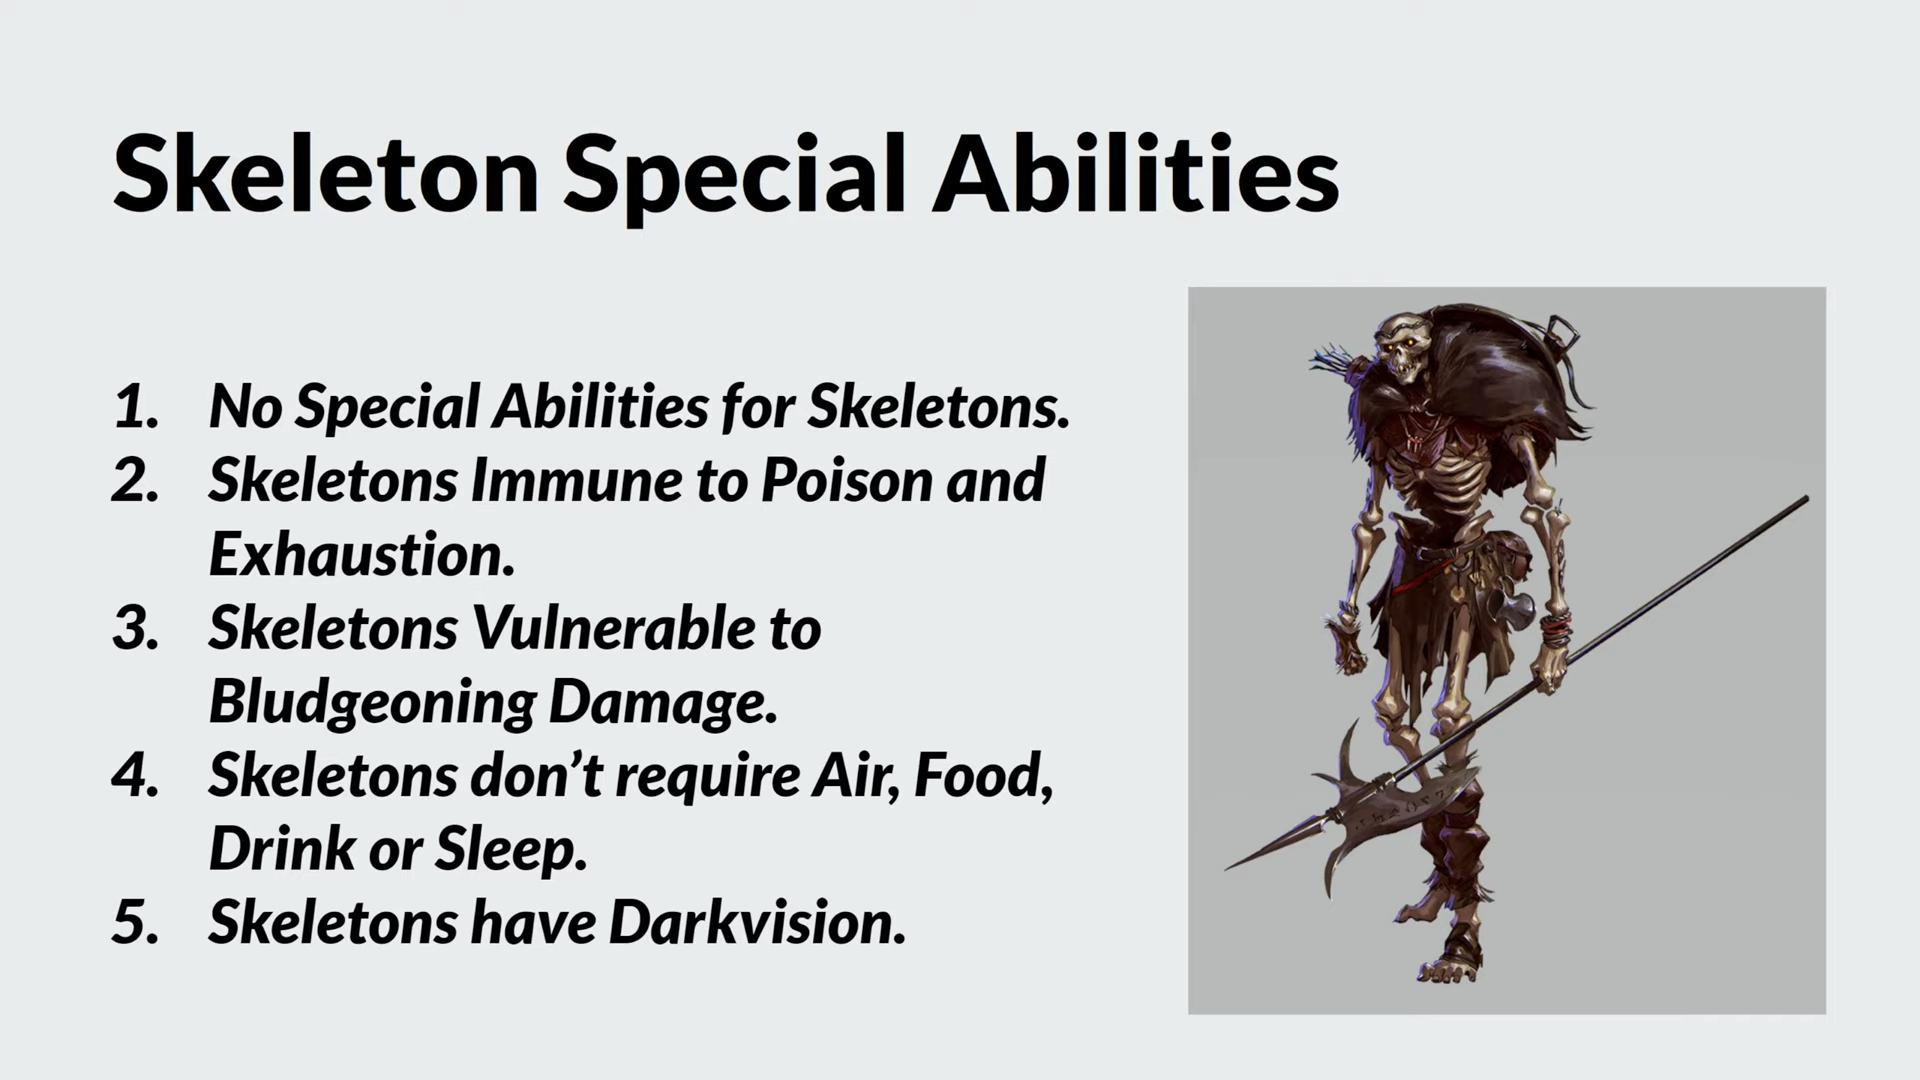 Skeleton Special Abilities
1. No Special Abilities for Skeletons.
2. Skeletons Immune to Poison and
Exhaustion.
3. Skeletons Vulnerable to
Bludgeoning Damage.
4. Skeletons don’t require Air, Food,
Drink or Sleep.
5. Skeletons have Darkvision.